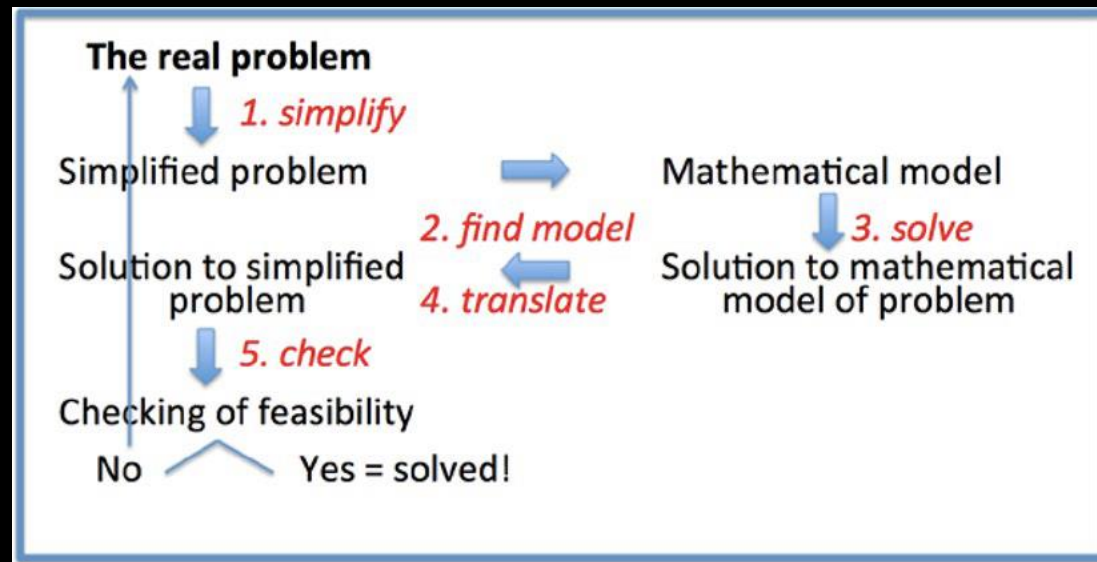 The real problem
1. simplify
Simplified problem
Mathematical model
2. find model
3. solve
Solution to simplified
problem
4. translate
Solution to mathematical
model of problem
5. check
Checking of feasibility
No
Yes = solved!